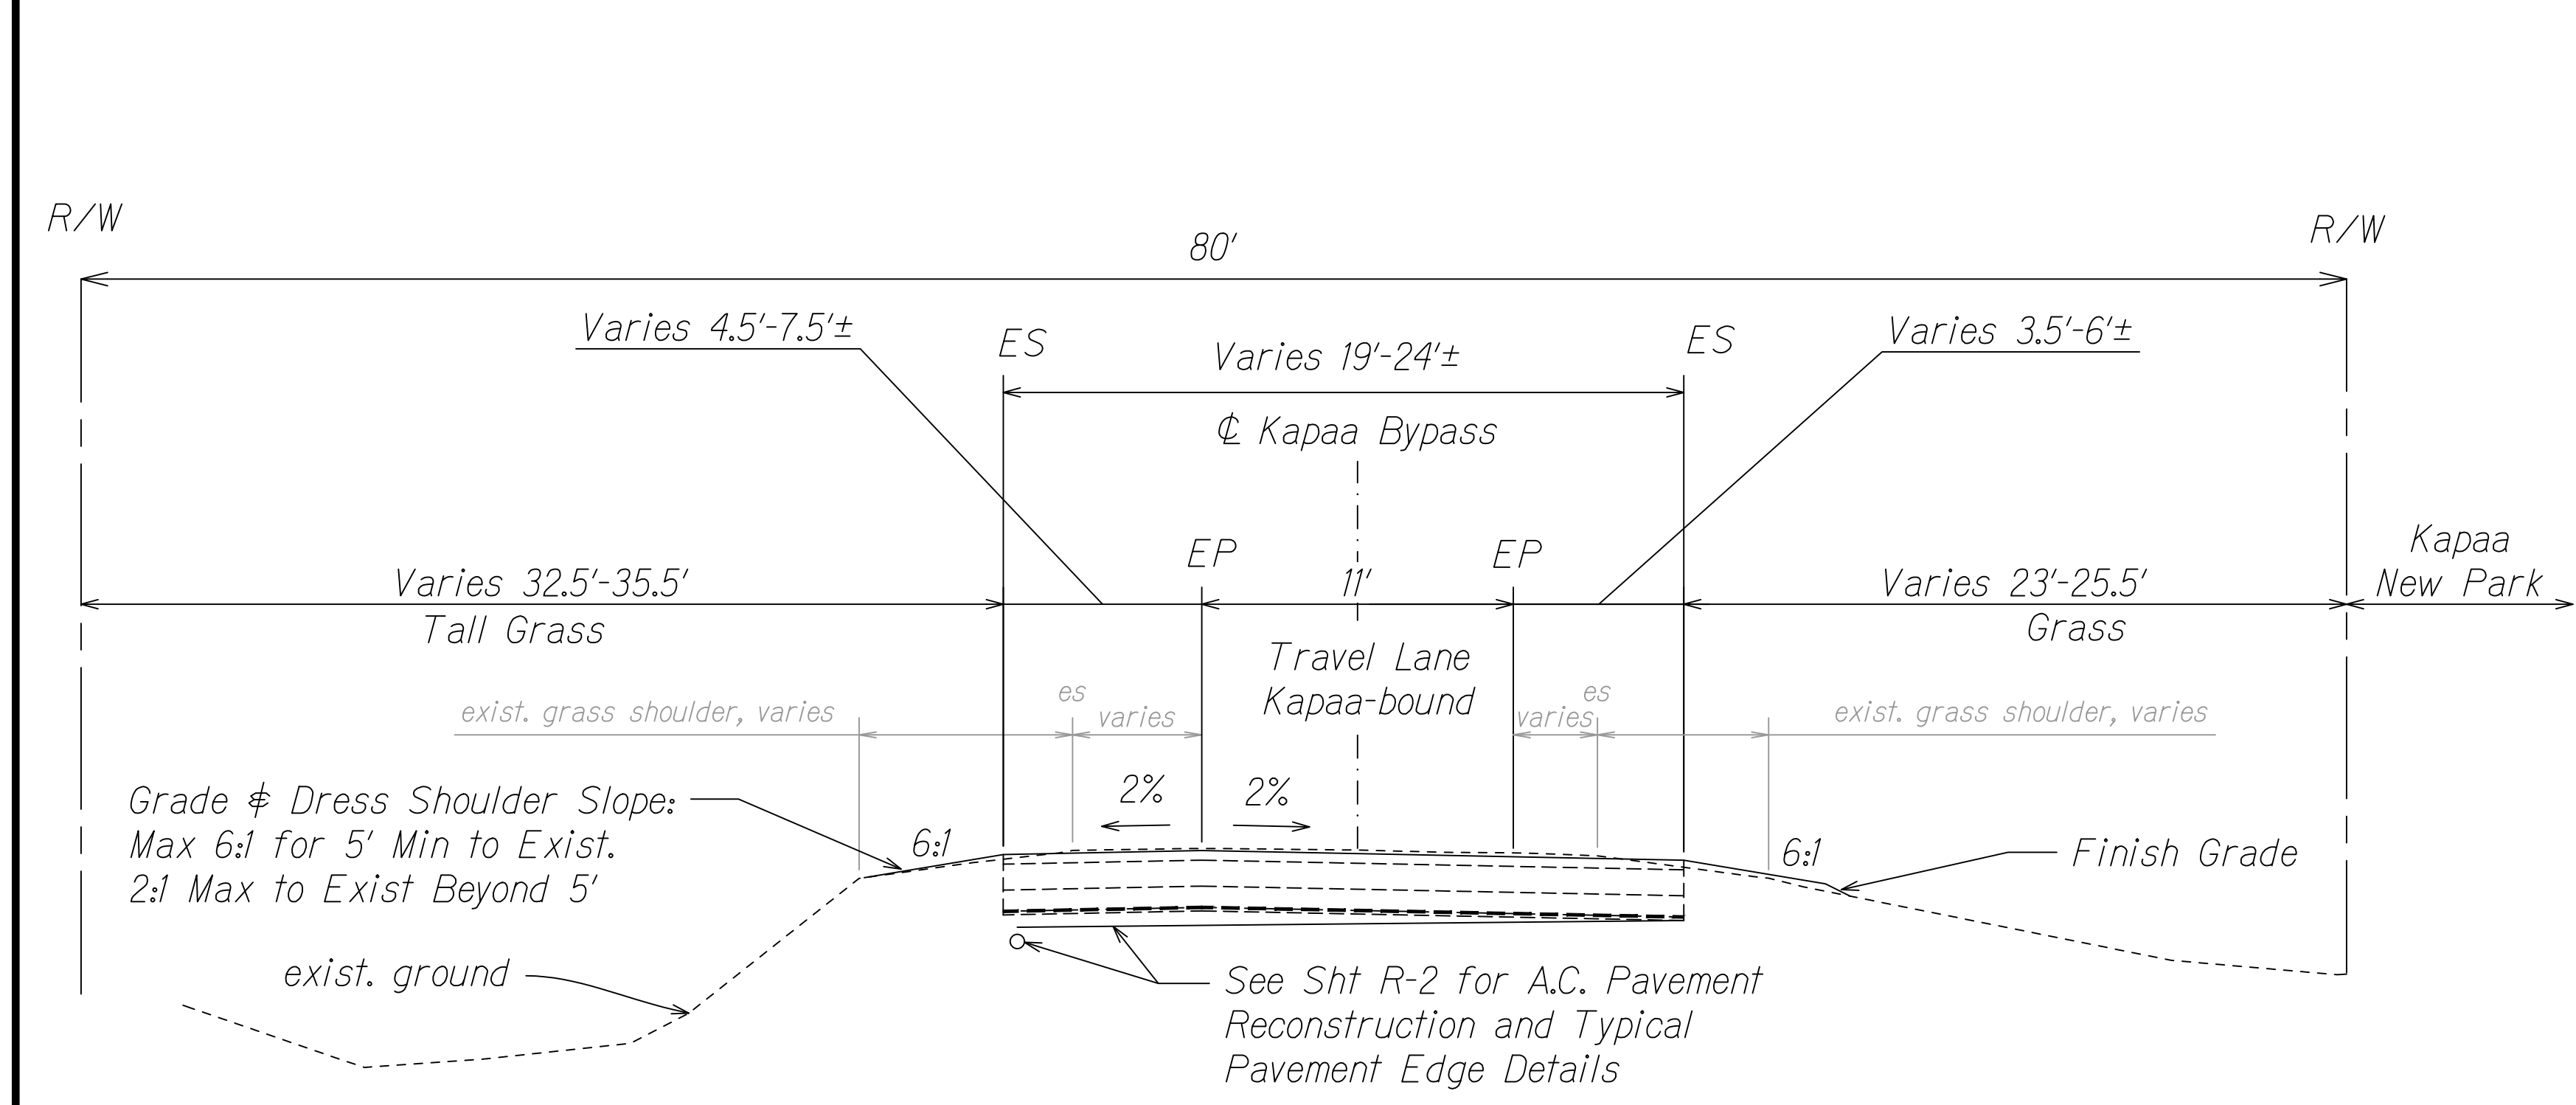 R/W
R/W
80'
Varies 4.5'-7.5'±
ES
Varies 19'-24'±
ES
Varies 3.5'-6'±
℄ Kapaa Bypass
EP
EP
Kapaa
New Park
Varies 32.5'-35.5'
11'
Varies 23'-25.5'
Tall Grass
Grass
Travel Lane
Kapaa-bound
exist. grass shoulder, varies
es
varies
es
varies
exist. grass shoulder, varies
2%
2%
Grade & Dress Shoulder Slope:
Max 6:1 for 5' Min to Exist.
2:1 Max to Exist Beyond 5'
6:1
6:1
Finish Grade
exist. ground
See Sht R-2 for A.C. Pavement
Reconstruction and Typical
Pavement Edge Details